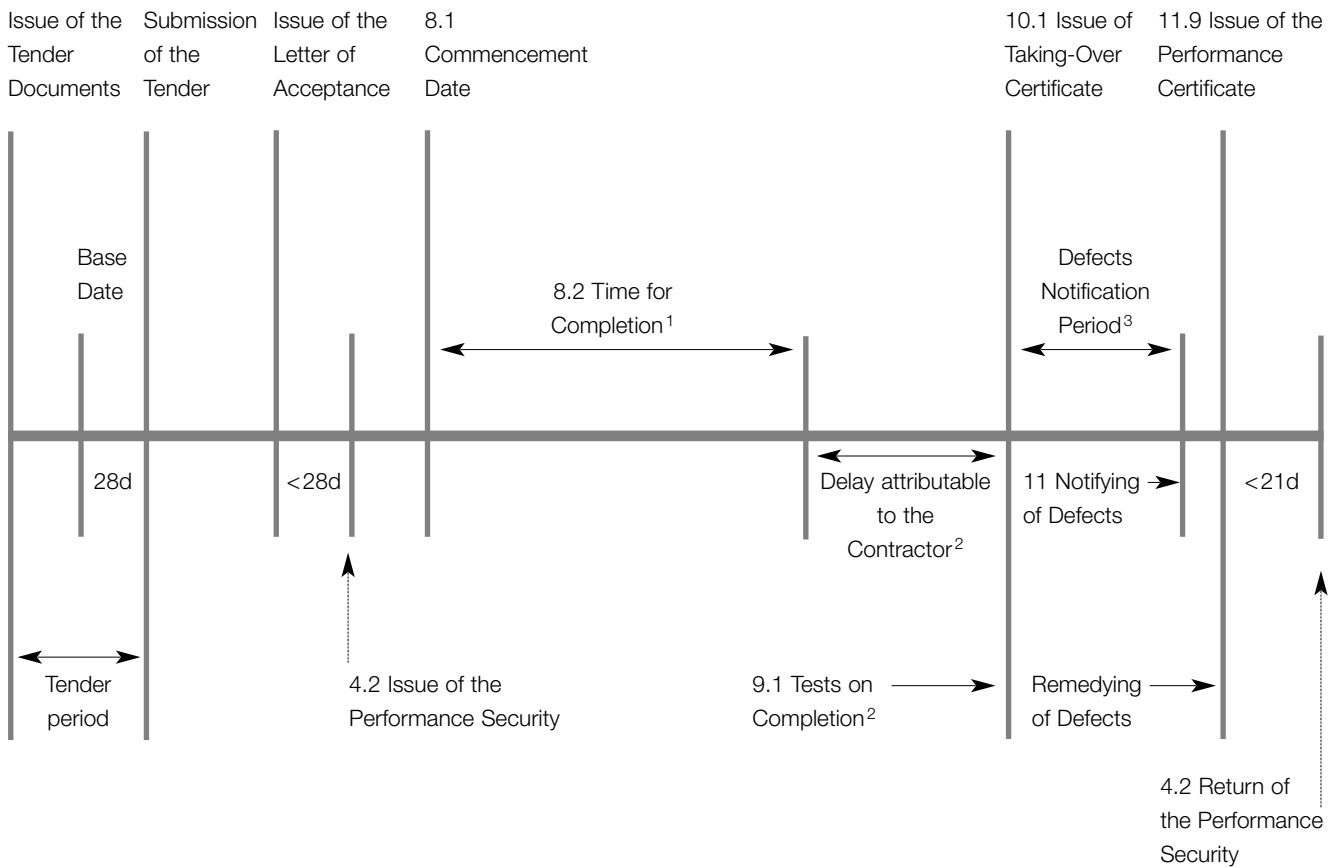 Issue of the
Tender
Documents
Submission
of the
Tender
Issue of the
Letter of
Acceptance
8.1
Commencement
Date
10.1 Issue of
Taking-Over
Certificate
11.9 Issue of the
Performance
Certificate
Base
Date
8.2 Time for
Completion¹
Defects
Notification
Period³
28d
<28d
Delay attributable
to the
Contractor²
11 Notifying
of Defects
<21d
Tender
period
4.2 Issue of the
Performance Security
9.1 Tests on
Completion²
Remedying
of Defects
4.2 Return of
the Performance
Security